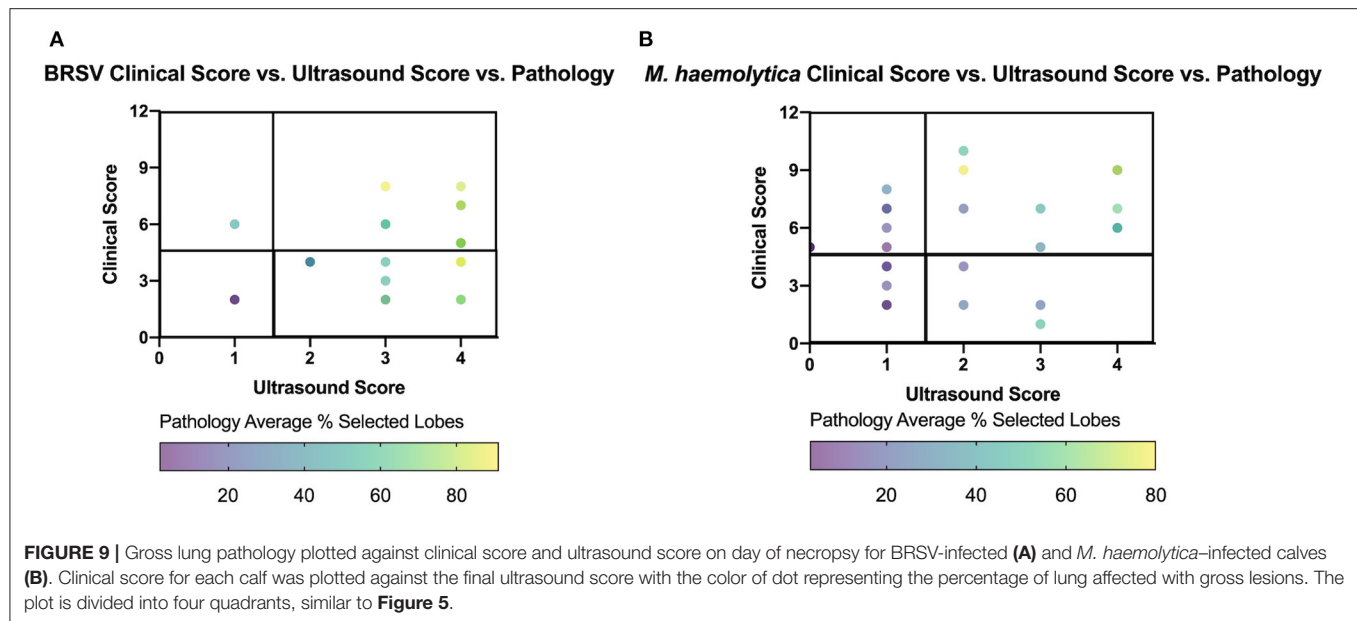 A
BRSV Clinical Score vs. Ultrasound Score vs. Pathology
12
9
6
3
0
Clinical Score
0 1 2 3 4
Ultrasound Score
Pathology Average % Selected Lobes
20 40 60 80
B
M. haemolytica Clinical Score vs. Ultrasound Score vs. Pathology
12
9
6
3
0
Clinical Score
0 1 2 3 4
Ultrasound Score
Pathology Average % Selected Lobes
20 40 60 80
FIGURE 9 | Gross lung pathology plotted against clinical score and ultrasound score on day of necropsy for BRSV-infected (A) and M. haemolytica–infected calves
(B). Clinical score for each calf was plotted against the final ultrasound score with the color of dot representing the percentage of lung affected with gross lesions. The
plot is divided into four quadrants, similar to Figure 5.